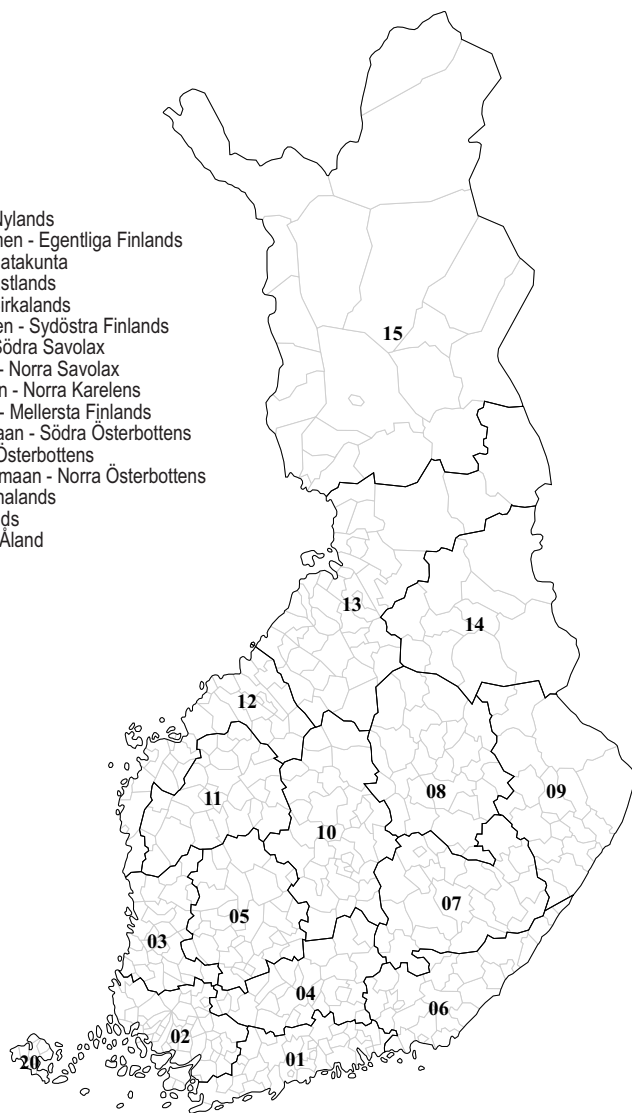 Nylands
nen - Egentliga Finlands
atakunta
stlands
irkalands
en - Sydöstra Finlands
Södra Savolax
- Norra Savolax
n - Norra Karelens
- Mellersta Finlands
aan - Södra Österbottens
Österbottens
maan - Norra Österbottens
nalands
ds
Åland
15
13
14
12
11
08
09
10
07
05
03
04
06
02
01
20